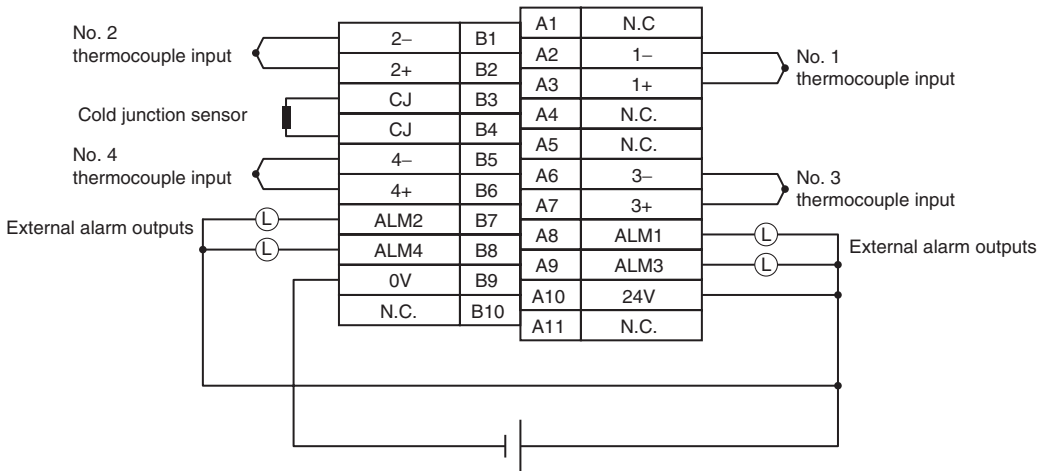 No. 2
thermocouple input
Cold junction sensor
No. 4
thermocouple input
External alarm outputs
2– B1
2+ B2
CJ B3
CJ B4
4– B5
4+ B6
ALM2 B7
ALM4 B8
0V B9
N.C. B10
L
L
A1 N.C
A2 1–
A3 1+
A4 N.C.
A5 N.C.
A6 3–
A7 3+
A8 ALM1
A9 ALM3
A10 24V
A11 N.C.
L
L
No. 1
thermocouple input
No. 3
thermocouple input
External alarm outputs